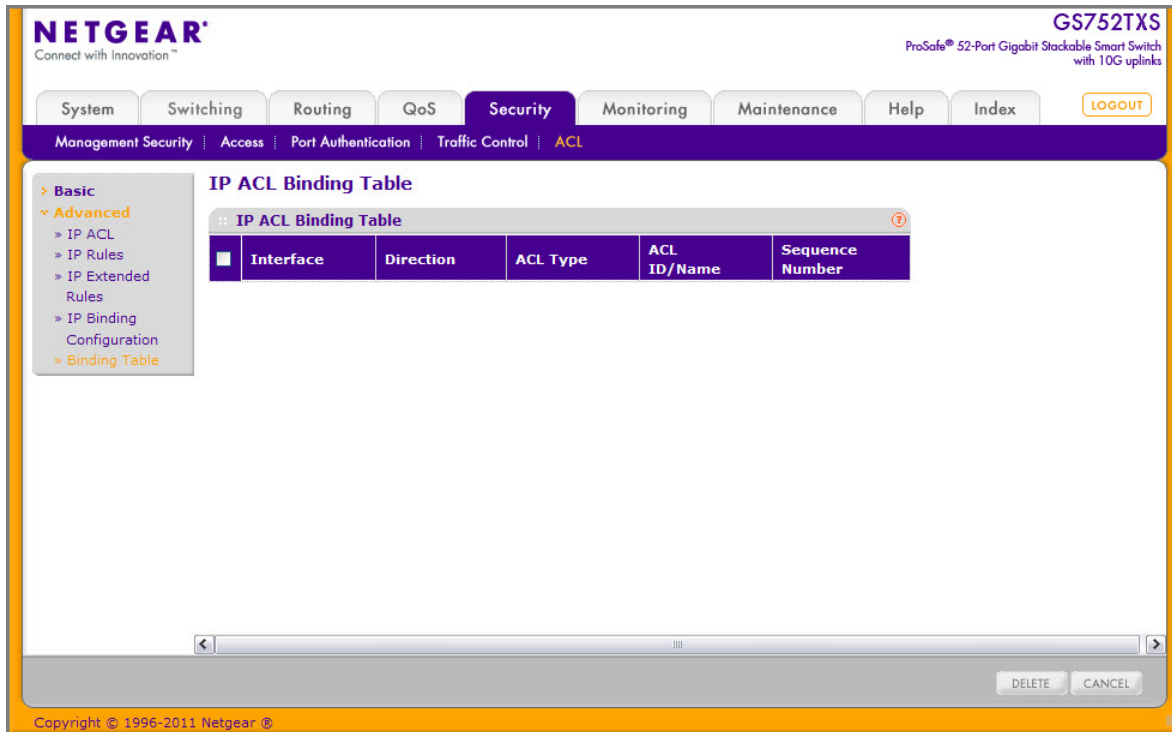 NETGEAR®
Connect with Innovation™
GS752TXS
ProSafe® 52-Port Gigabit Stackable Smart Switch
with 10G uplinks
System Switching Routing QoS Security Monitoring Maintenance Help Index LOGOUT
Management Security Access Port Authentication Traffic Control ACL
Basic
Advanced
» IP ACL
» IP Rules
» IP Extended
Rules
» IP Binding
Configuration
» Binding Table
IP ACL Binding Table
IP ACL Binding Table ?
Interface Direction ACL Type ACL ID/Name Sequence Number
DELETE CANCEL
Copyright © 1996-2011 Netgear ®